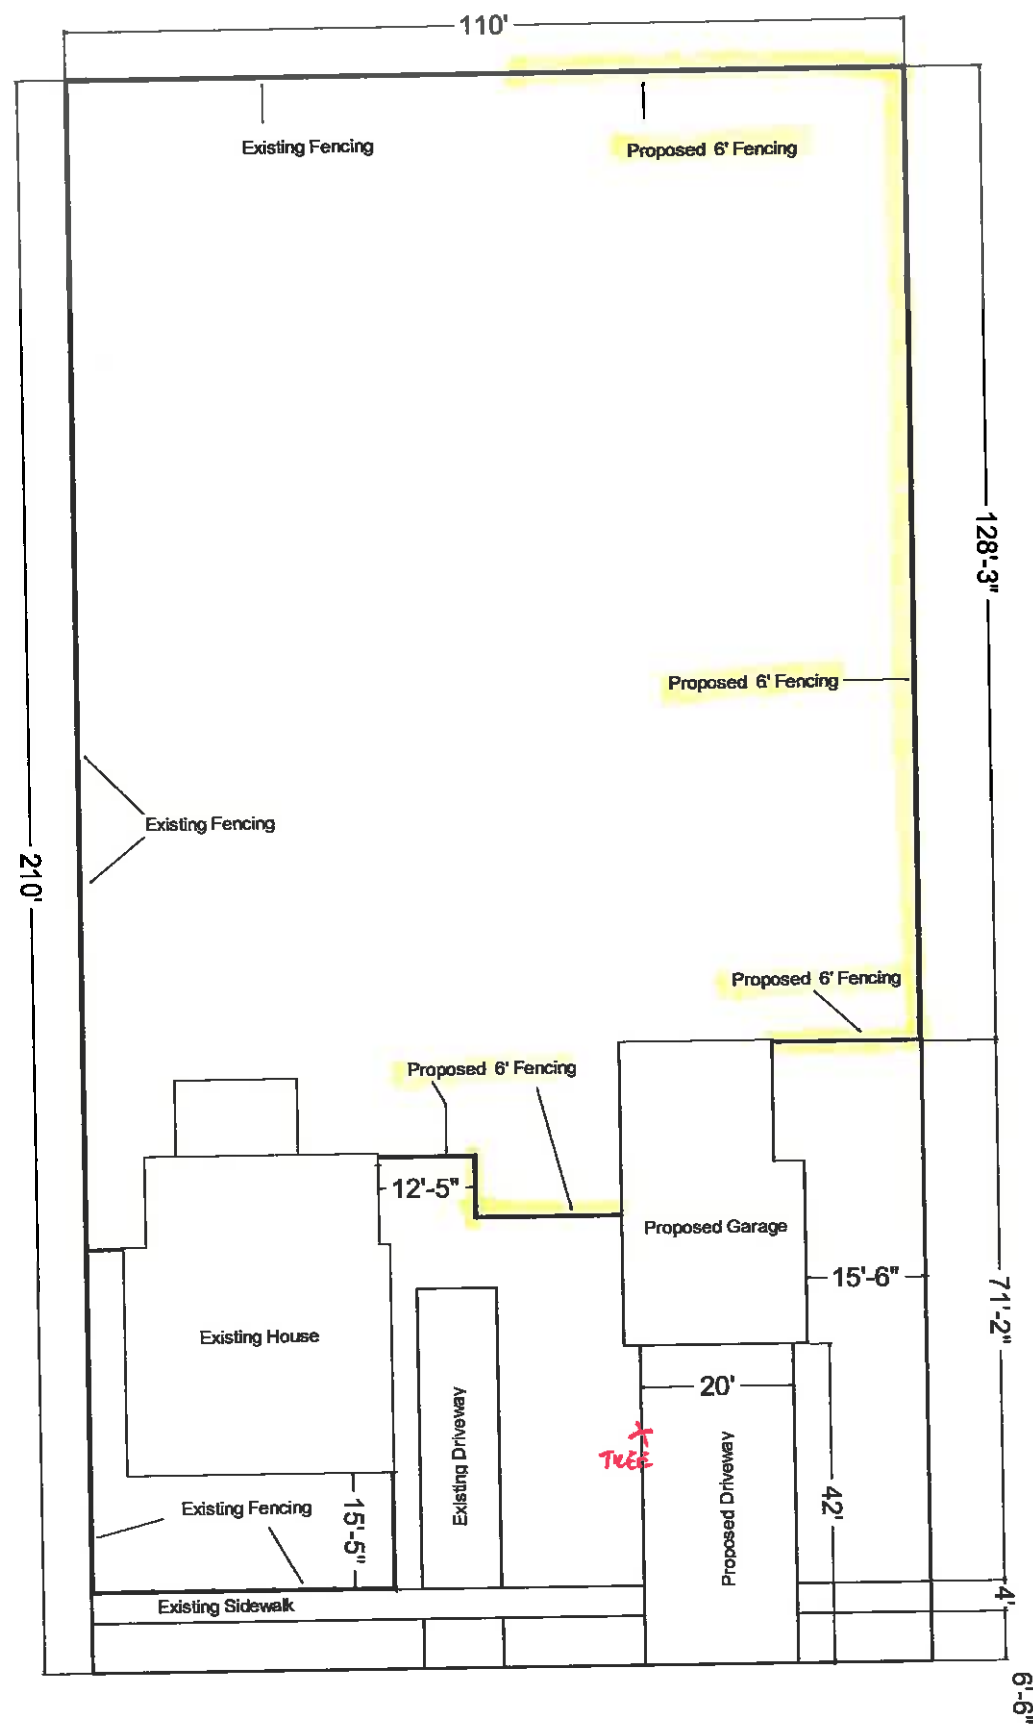 110'
Existing Fencing
Proposed 6' Fencing
128'-3"
Proposed 6' Fencing
Existing Fencing
210'
Proposed 6' Fencing
Proposed 6' Fencing
12'-5"
Proposed Garage
15'-6"
71'-2"
Existing House
20'
Existing Driveway
X
TREE
Proposed Driveway
42'
Existing Fencing
15'-5"
4'
Existing Sidewalk
6'-6"